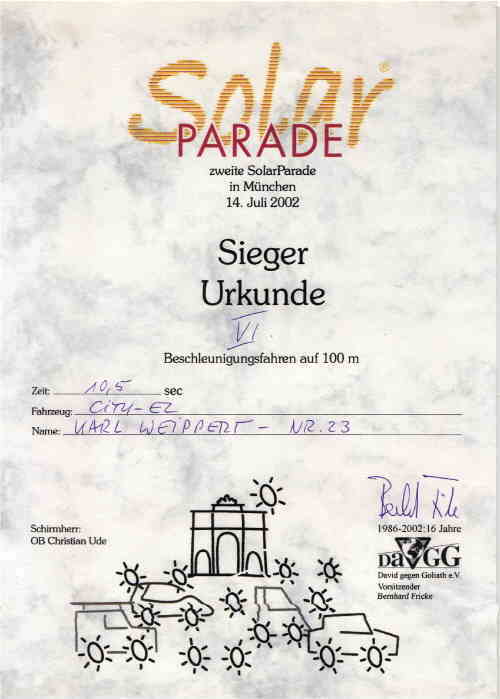 Solar®
PARADE
zweite SolarParade
in München
14. Juli 2002
Sieger
Urkunde
VI.
Beschleunigungsfahren auf 100 m
Zeit: 10,5 sec
Fahrzeug: CITY-EL
Name: KARL WEIPPERT - NR. 23
Schirmherr:
OB Christian Ude
1986-2002:16 Jahre
DaVGG
David gegen Goliath e.V.
Vorsitzender
Bernhard Fricke